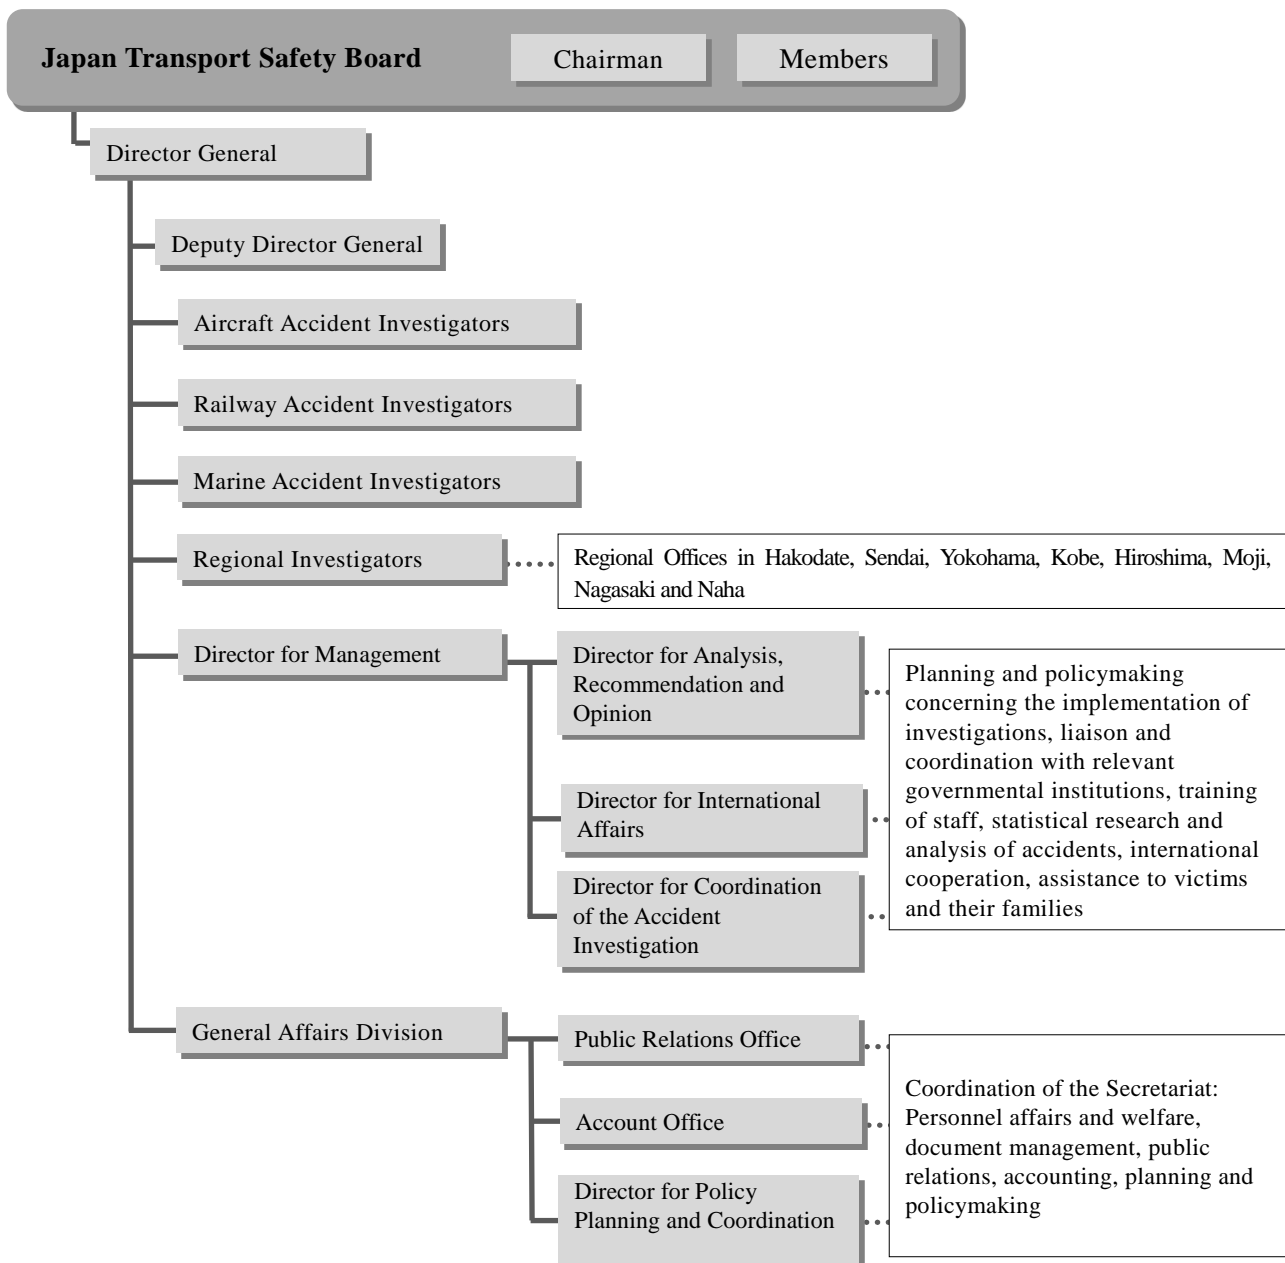 Japan Transport Safety Board
Chairman
Members
Director General
Deputy Director General
Aircraft Accident Investigators
Railway Accident Investigators
Marine Accident Investigators
Regional Investigators
Regional Offices in Hakodate, Sendai, Yokohama, Kobe, Hiroshima, Moji,
Nagasaki and Naha
Director for Management
Director for Analysis,
Recommendation and
Opinion
Director for International
Affairs
Director for Coordination
of the Accident
Investigation
Planning and policymaking
concerning the implementation of
investigations, liaison and
coordination with relevant
governmental institutions, training
of staff, statistical research and
analysis of accidents, international
cooperation, assistance to victims
and their families
General Affairs Division
Public Relations Office
Account Office
Director for Policy
Planning and Coordination
Coordination of the Secretariat:
Personnel affairs and welfare,
document management, public
relations, accounting, planning and
policymaking